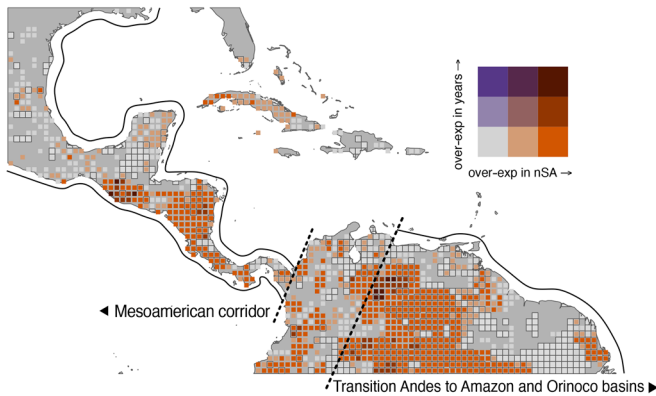 over-exp in years →
over-exp in nSA →
◄ Mesoamerican corridor
Transition Andes to Amazon and Orinoco basins ►